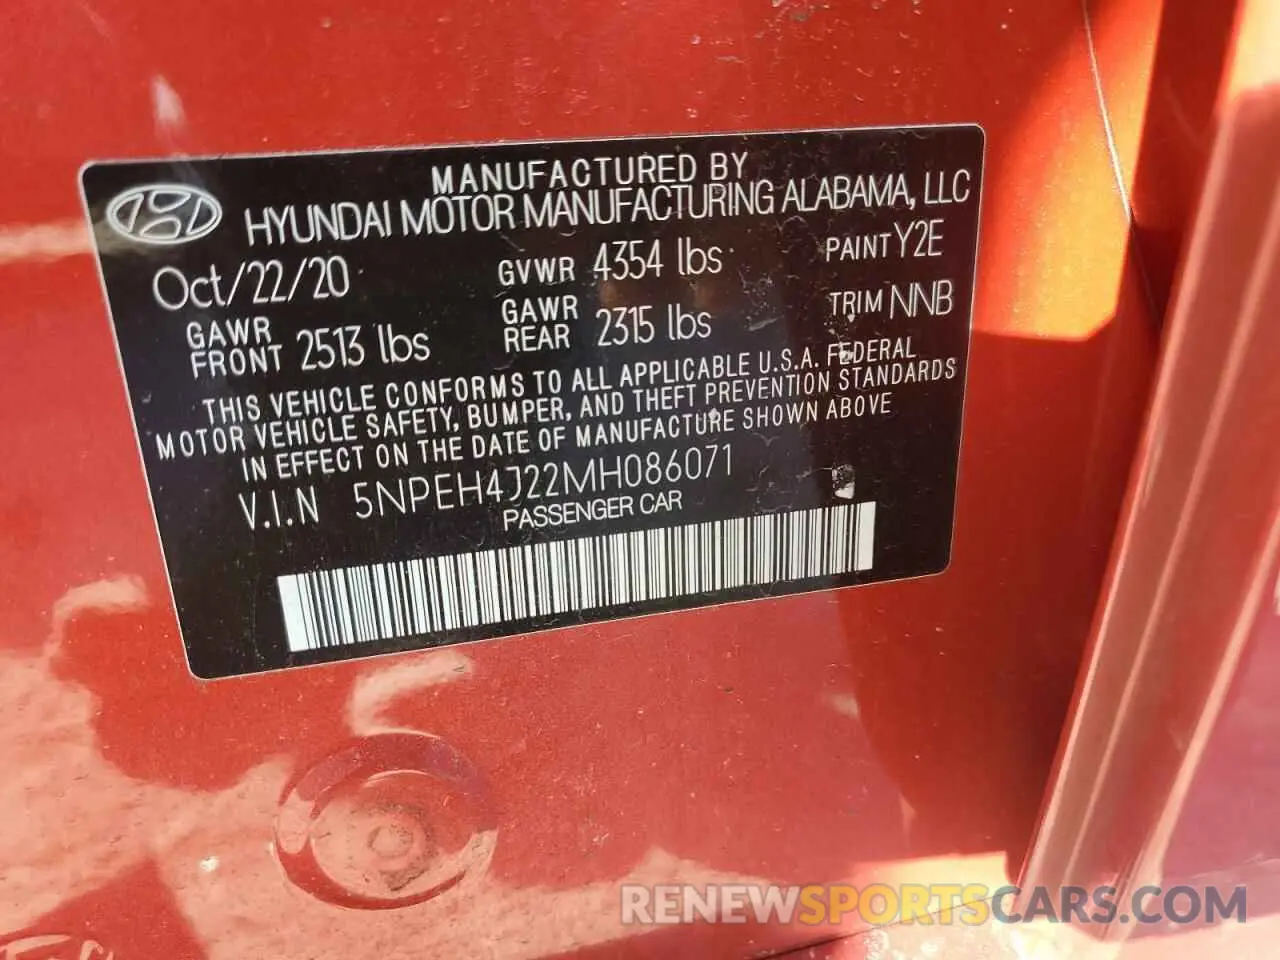 MANUFACTURED BY
HYUNDAI MOTOR MANUFACTURING ALABAMA, LLC
Oct/22/20 GVWR 4354 lbs PAINT Y2E
GAWR FRONT 2513 lbs GAWR REAR 2315 lbs TRIM NNB
THIS VEHICLE CONFORMS TO ALL APPLICABLE U.S.A. FEDERAL
MOTOR VEHICLE SAFETY, BUMPER, AND THEFT PREVENTION STANDARDS
IN EFFECT ON THE DATE OF MANUFACTURE SHOWN ABOVE
V.I.N 5NPEH4J22MH086071
PASSENGER CAR
RENEWSPORTSCARS.COM